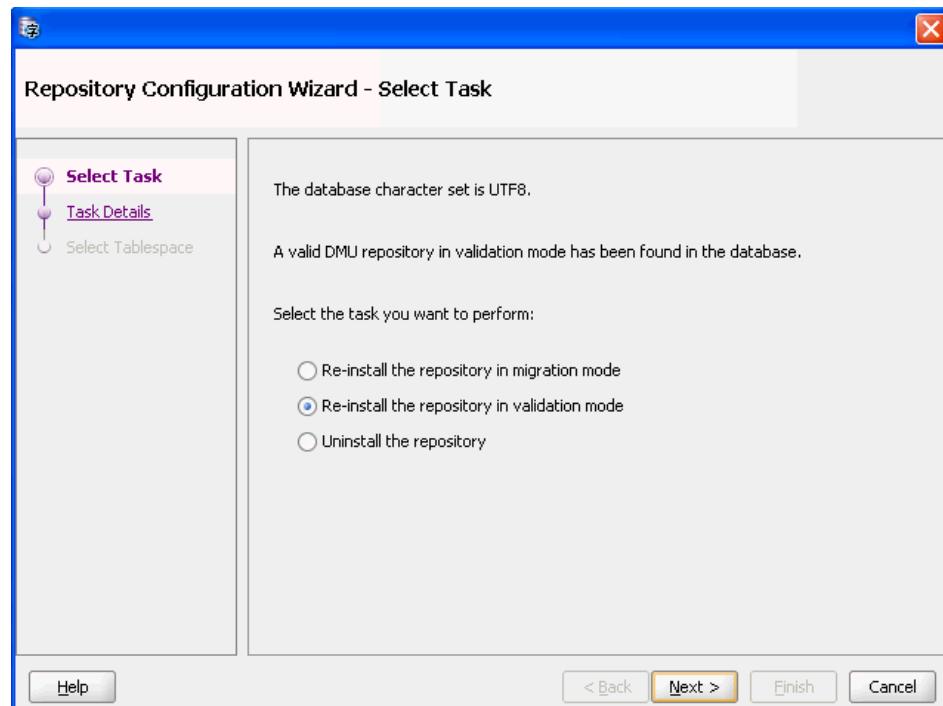 字
Repository Configuration Wizard - Select Task
Select Task
Task Details
Select Tablespace
The database character set is UTF8.
A valid DMU repository in validation mode has been found in the database.
Select the task you want to perform:
Re-install the repository in migration mode
Re-install the repository in validation mode
Uninstall the repository
Help
< Back
Next >
Finish
Cancel